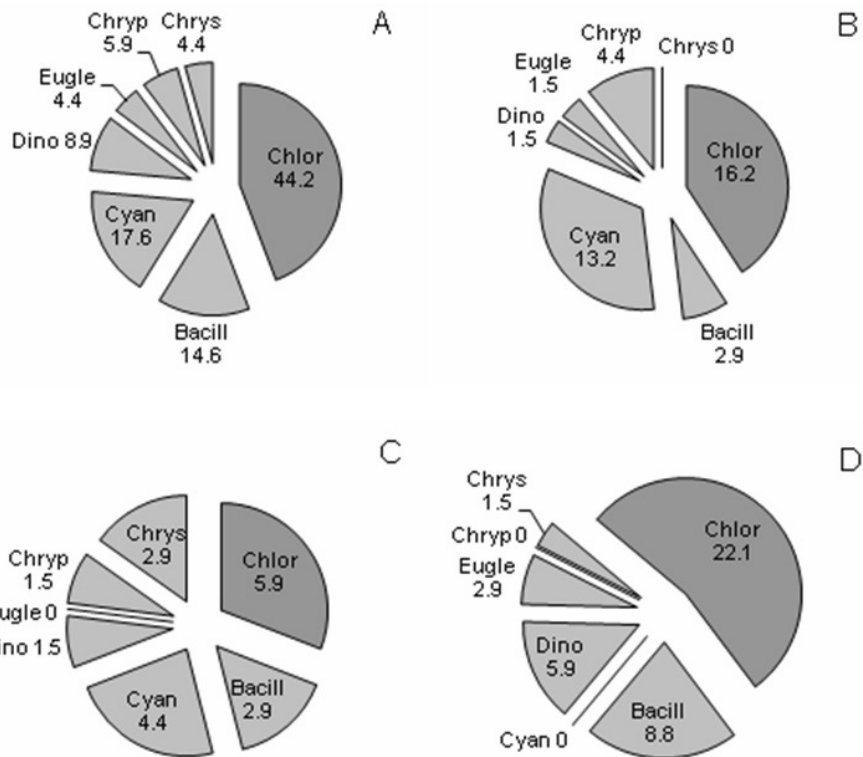 A
Chryp
5.9
Chrys
4.4
Eugle
4.4
Dino 8.9
Chlor
44.2
Cyan
17.6
Bacill
14.6
B
Chryp
4.4
Chrys 0
Eugle
1.5
Dino
1.5
Chlor
16.2
Cyan
13.2
Bacill
2.9
C
Chrys
2.9
Chryp
1.5
Chlor
5.9
ugle 0
ino 1.5
Cyan
4.4
Bacill
2.9
D
Chrys
1.5
Chryp 0
Eugle
2.9
Chlor
22.1
Dino
5.9
Cyan 0
Bacill
8.8